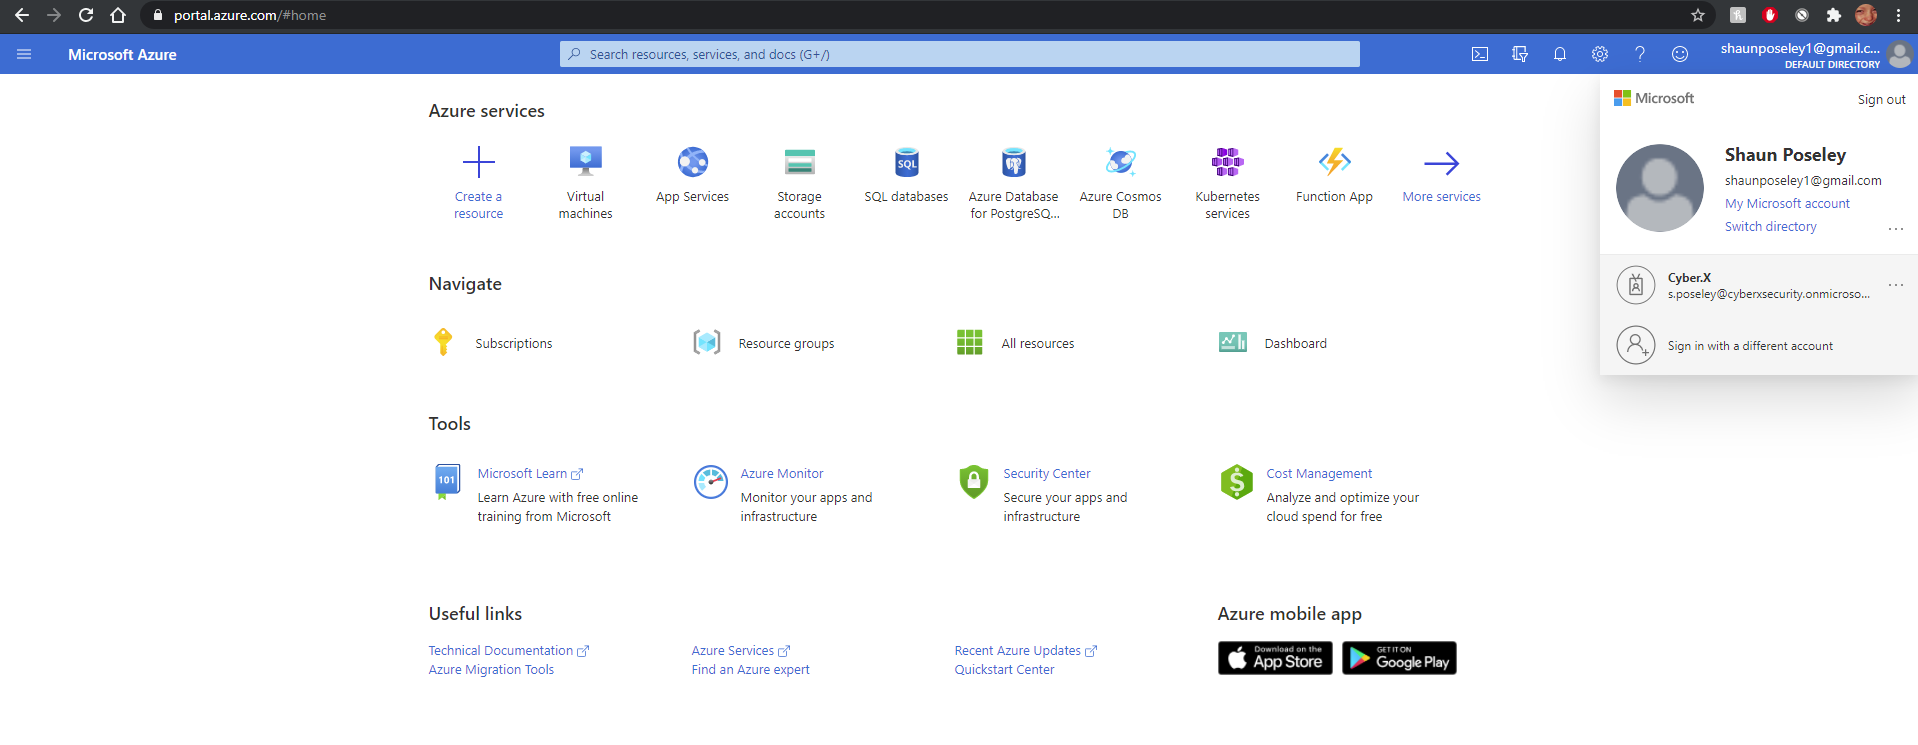 portal.azure.com/#home
Microsoft Azure
Search resources, services, and docs (G+/)
shaunposeley1@gmail.c...
DEFAULT DIRECTORY
Microsoft
Sign out
Shaun Poseley
shaunposeley1@gmail.com
My Microsoft account
Switch directory
...
Cyber.X
s.poseley@cyberxsecurity.onmicroso...
...
Sign in with a different account
Azure services
Create a
resource
Virtual
machines
App Services
Storage
accounts
SQL
SQL databases
Azure Database
for PostgreSQ...
Azure Cosmos
DB
Kubernetes
services
Function App
More services
Navigate
Subscriptions
Resource groups
All resources
Dashboard
Tools
101
Microsoft Learn
Learn Azure with free online
training from Microsoft
Azure Monitor
Monitor your apps and
infrastructure
Security Center
Secure your apps and
infrastructure
$
Cost Management
Analyze and optimize your
cloud spend for free
Useful links
Technical Documentation
Azure Migration Tools
Azure Services
Find an Azure expert
Recent Azure Updates
Quickstart Center
Azure mobile app
Download on the
App Store
GET IT ON
Google Play